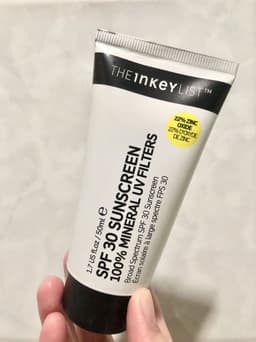 THE INKEY LIST™
22% ZINC
OXIDE
22% D'OXYDE
DE ZINC
SPF 30 SUNSCREEN
100% MINERAL UV FILTERS
Broad Spectrum SPF 30 Sunscreen
Écran solaire à large spectre FPS 30
1.7 US fl.oz / 50ml ℮